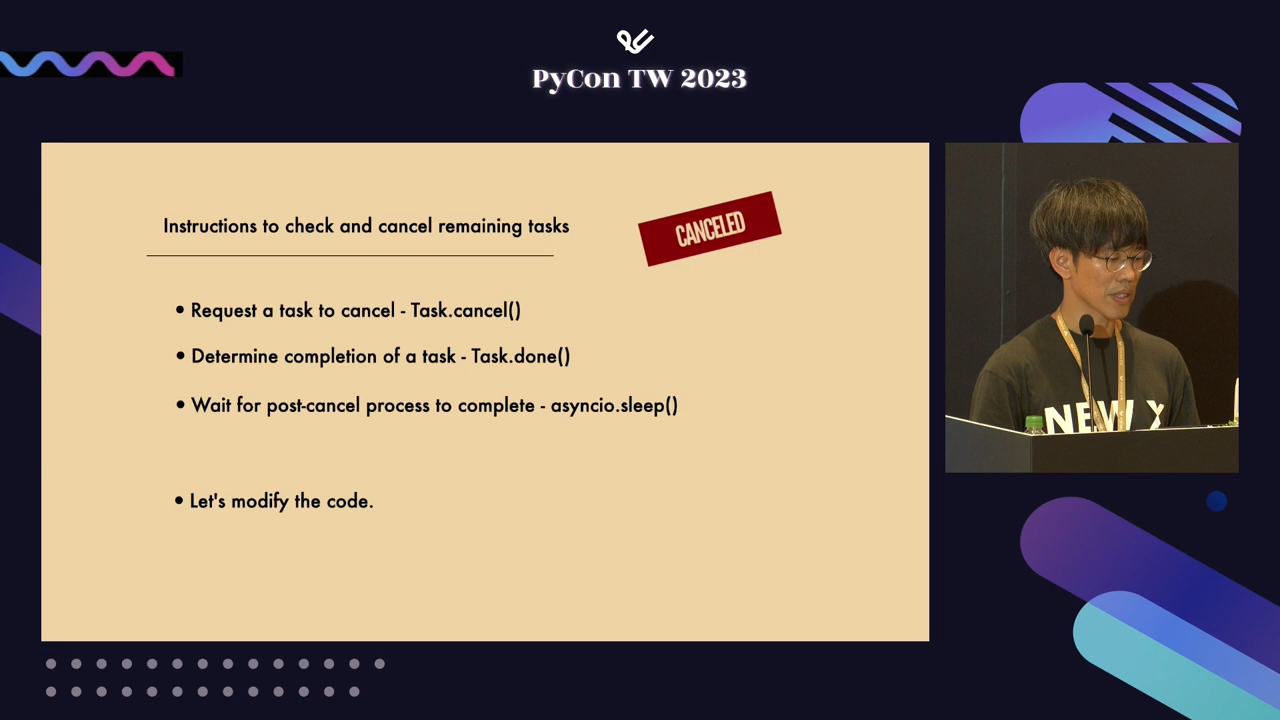 PyCon TW 2023
Instructions to check and cancel remaining tasks
CANCELED
• Request a task to cancel - Task.cancel()
• Determine completion of a task - Task.done()
• Wait for post-cancel process to complete - asyncio.sleep()
• Let's modify the code.
NEW